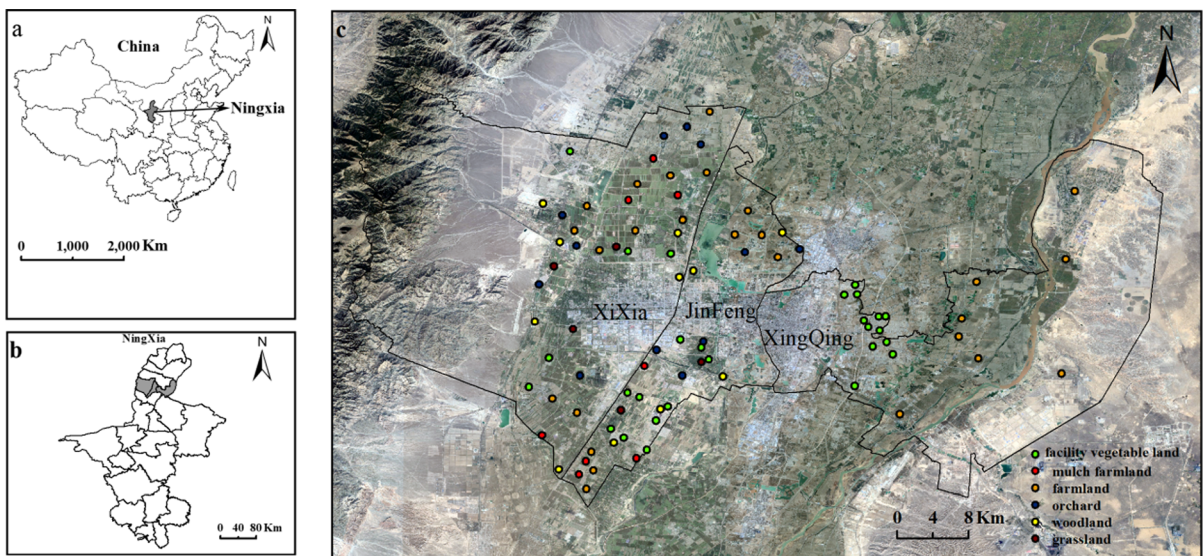 a
China
N
Ningxia
0 1,000 2,000 Km
b
NingXia
N
0 40 80 Km
c
N
XiXia
JinFeng
XingQing
facility vegetable land
mulch farmland
farmland
orchard
woodland
grassland
0 4 8 Km